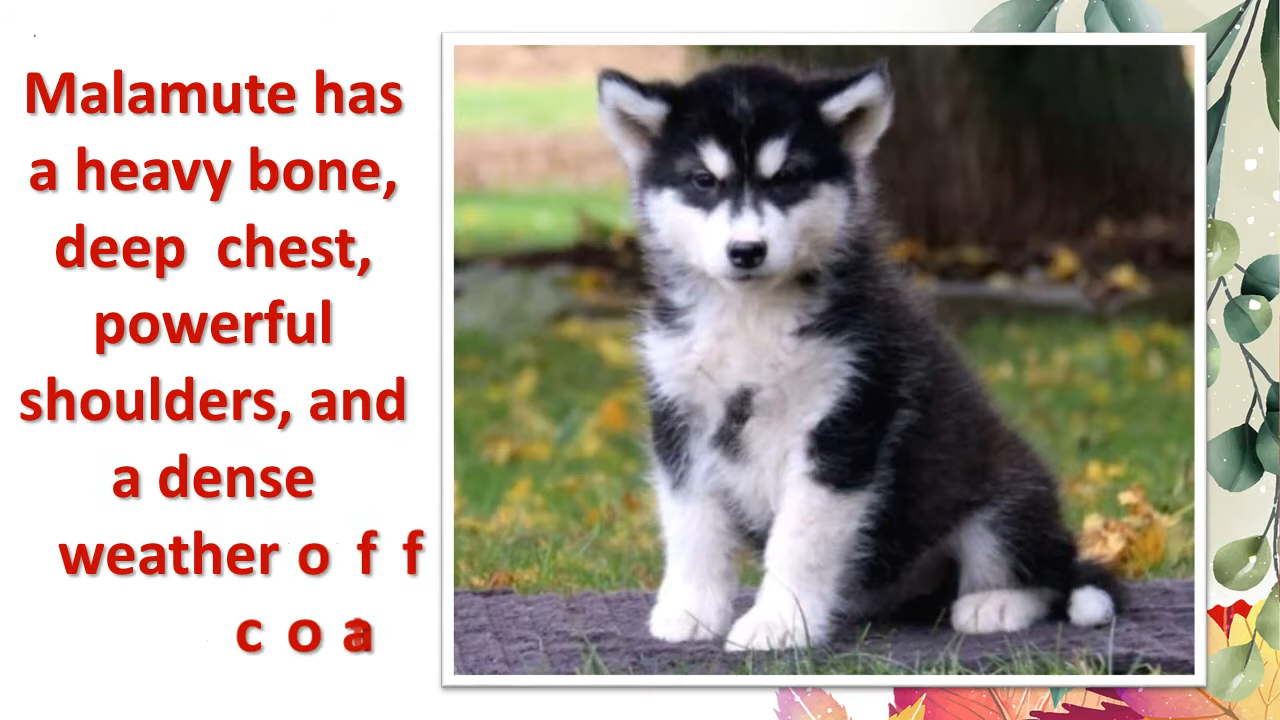 Malamute has
a heavy bone,
deep chest,
powerful
shoulders, and
a dense
weather o f f
c o a